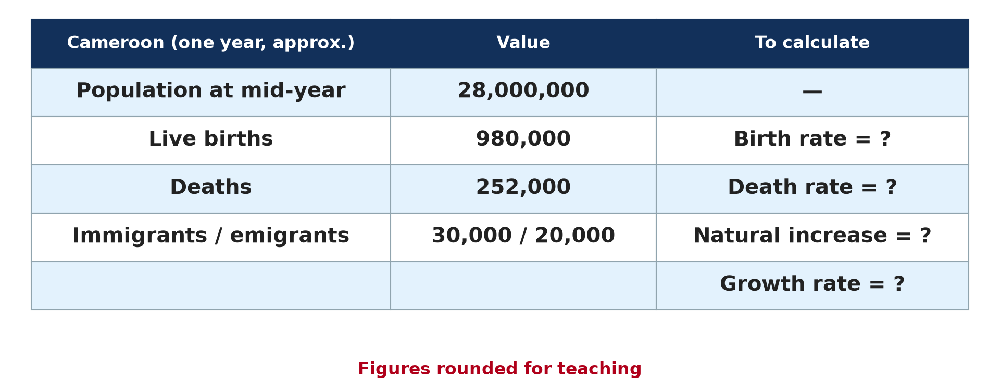 Cameroon (one year, approx.) Value To calculate
Population at mid-year 28,000,000 —
Live births 980,000 Birth rate = ?
Deaths 252,000 Death rate = ?
Immigrants / emigrants 30,000 / 20,000 Natural increase = ?
Growth rate = ?
Figures rounded for teaching